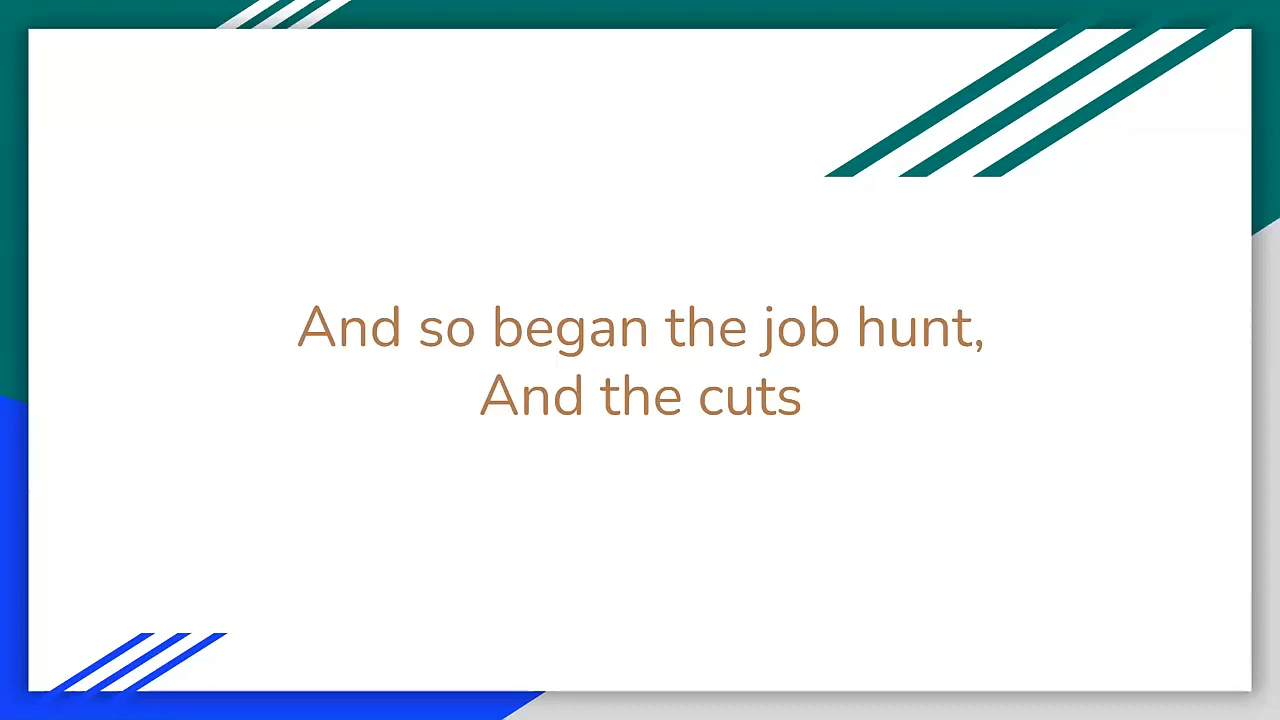 And so began the job hunt,
And the cuts